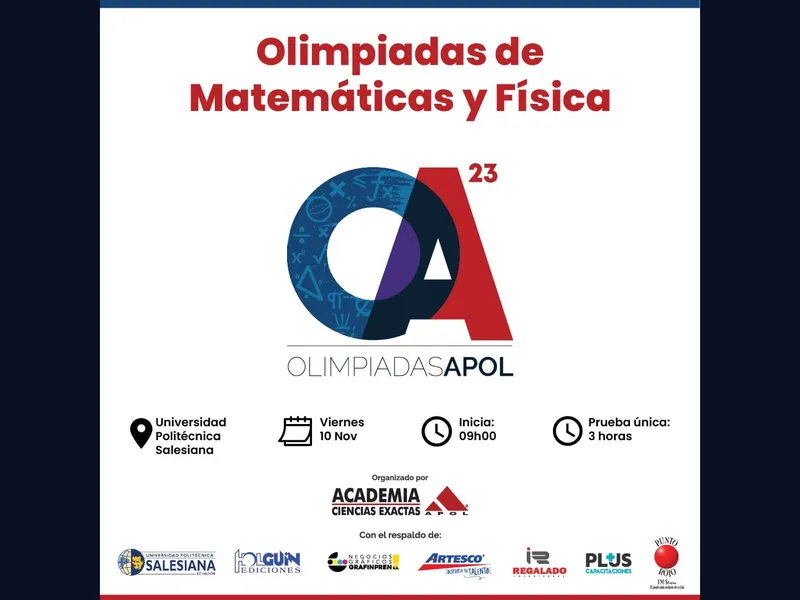 Olimpiadas de
Matemáticas y Física
OA 23
OLIMPIADASAPOL
Universidad
Politécnica
Salesiana
Viernes
10 Nov
Inicia:
09h00
Prueba única:
3 horas
Organizado por
ACADEMIA
CIENCIAS EXACTAS
APOL
Con el respaldo de:
UNIVERSIDAD POLITÉCNICA
SALESIANA
ECUADOR
HOLGUIN
EDICIONES
NEGOCIOS
GRÁFICOS
GRAFINPREN
ARTESCO
REGALADO
PLUS
CAPACITACIONES
PUNTO
ROJO